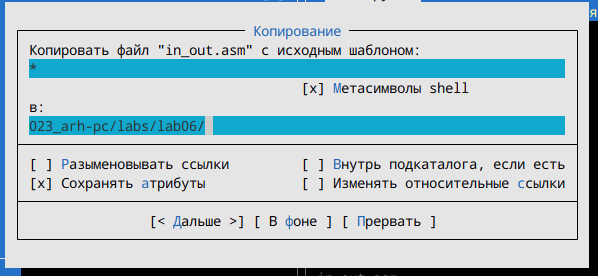 Копирование
Копировать файл "in_out.asm" с исходным шаблоном:
*
[x] Метасимволы shell
в:
023_arh-pc/labs/lab06/
[ ] Разыменовывать ссылки [ ] Внутрь подкаталога, если есть
[x] Сохранять атрибуты [ ] Изменять относительные ссылки
[< Дальше >] [ В фоне ] [ Прервать ]